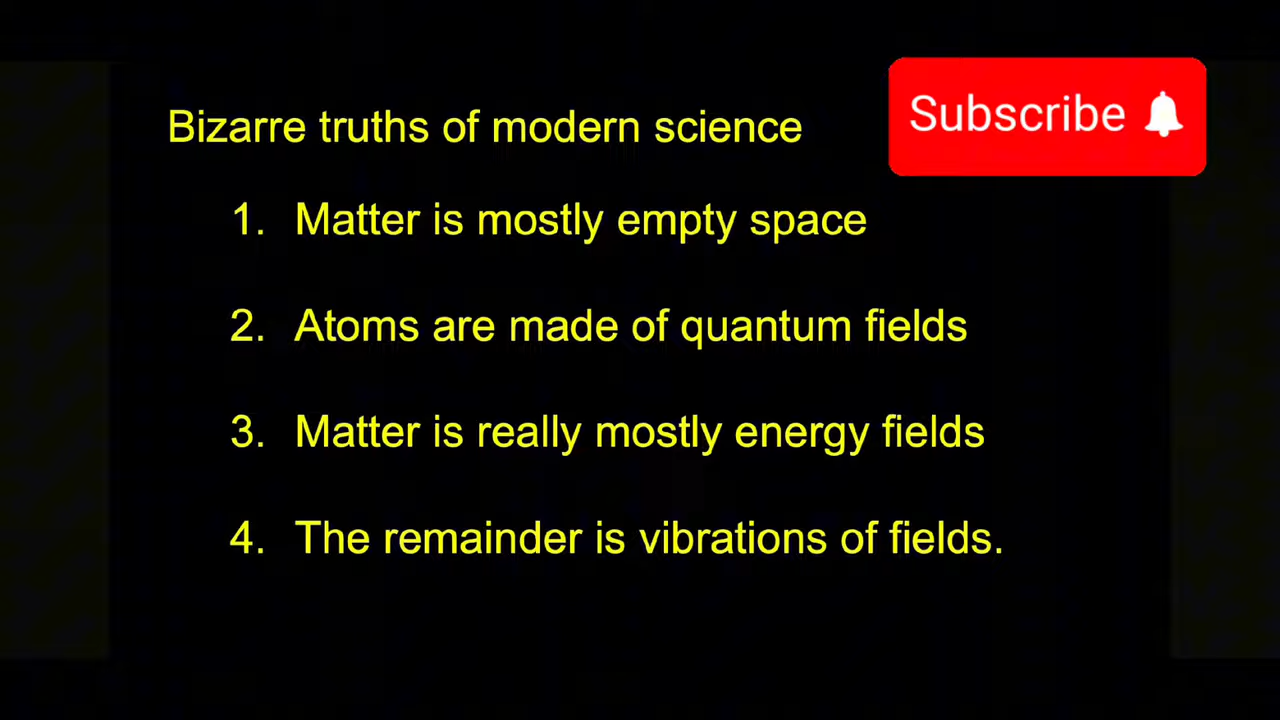 Bizarre truths of modern science
Subscribe
1. Matter is mostly empty space
2. Atoms are made of quantum fields
3. Matter is really mostly energy fields
4. The remainder is vibrations of fields.